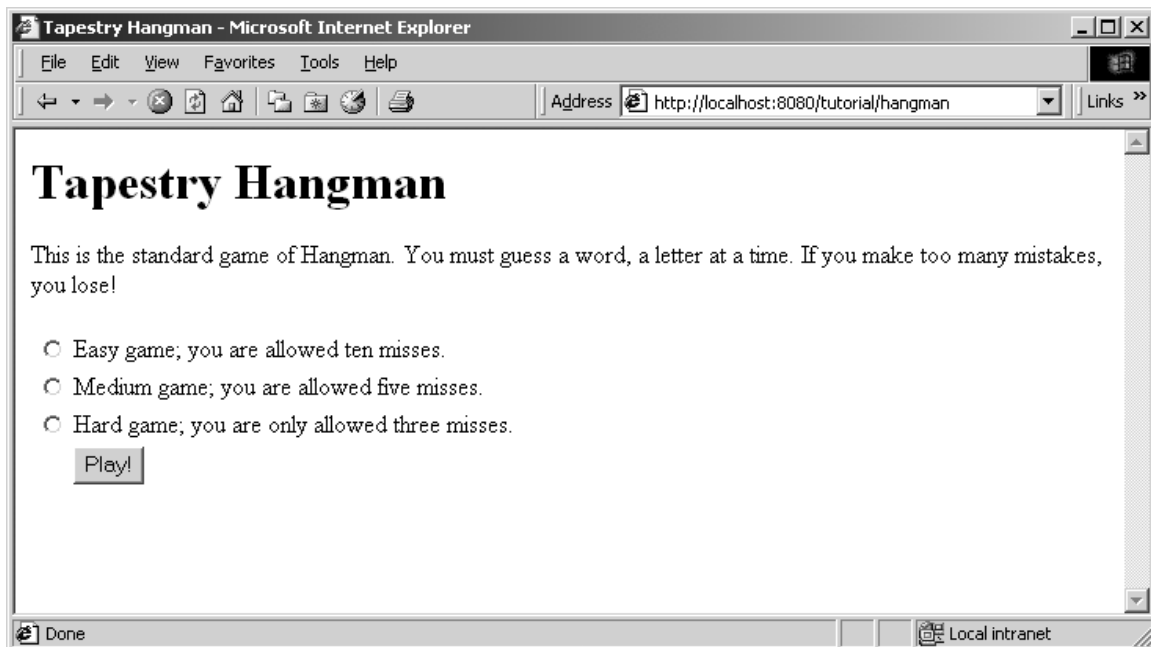 Tapestry Hangman - Microsoft Internet Explorer
File Edit View Favorites Tools Help
Address http://localhost:8080/tutorial/hangman Links »
Tapestry Hangman
This is the standard game of Hangman. You must guess a word, a letter at a time. If you make too many mistakes,
you lose!
Easy game; you are allowed ten misses.
Medium game; you are allowed five misses.
Hard game; you are only allowed three misses.
Play!
Done Local intranet